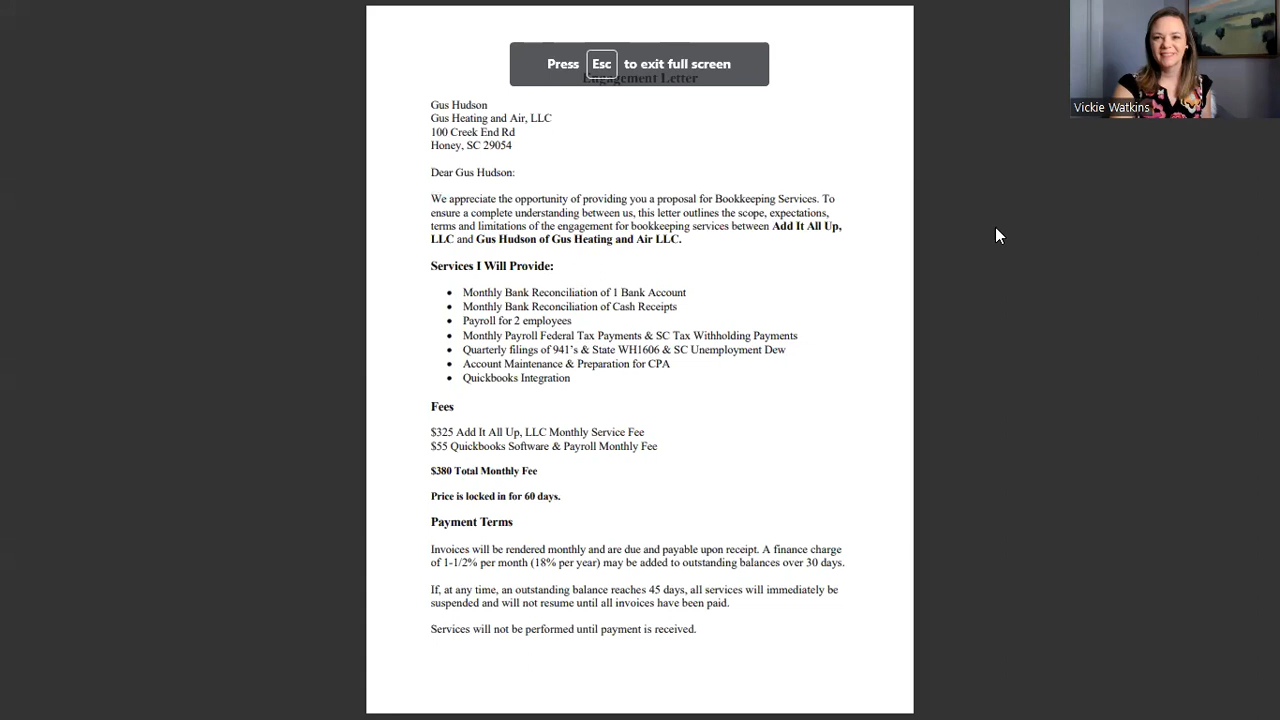 Press Esc to exit full screen
Engagement Letter
Vickie Watkins
Gus Hudson
Gus Heating and Air, LLC
100 Creek End Rd
Honey, SC 29054
Dear Gus Hudson:
We appreciate the opportunity of providing you a proposal for Bookkeeping Services. To
ensure a complete understanding between us, this letter outlines the scope, expectations,
terms and limitations of the engagement for bookkeeping services between Add It All Up,
LLC and Gus Hudson of Gus Heating and Air LLC.
Services I Will Provide:
• Monthly Bank Reconciliation of 1 Bank Account
• Monthly Bank Reconciliation of Cash Receipts
• Payroll for 2 employees
• Monthly Payroll Federal Tax Payments & SC Tax Withholding Payments
• Quarterly filings of 941's & State WH1606 & SC Unemployment Dew
• Account Maintenance & Preparation for CPA
• Quickbooks Integration
Fees
$325 Add It All Up, LLC Monthly Service Fee
$55 Quickbooks Software & Payroll Monthly Fee
$380 Total Monthly Fee
Price is locked in for 60 days.
Payment Terms
Invoices will be rendered monthly and are due and payable upon receipt. A finance charge
of 1-1/2% per month (18% per year) may be added to outstanding balances over 30 days.
If, at any time, an outstanding balance reaches 45 days, all services will immediately be
suspended and will not resume until all invoices have been paid.
Services will not be performed until payment is received.